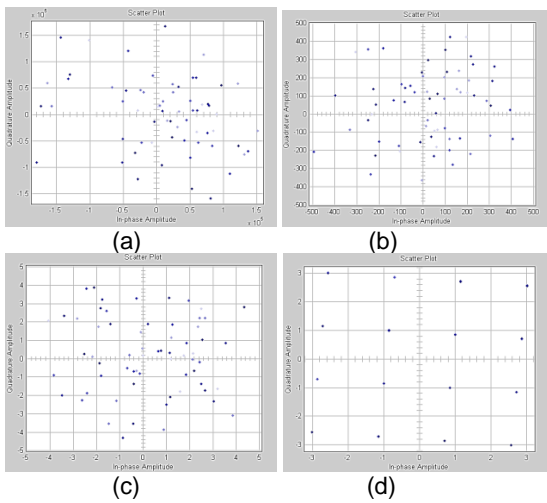 Scatter Plot
x 10⁶
1.5
1
0.5
0
-0.5
-1
-1.5
Quadrature Amplitude
-1.5 -1 -0.5 0 0.5 1 1.5
x 10⁶
In-phase Amplitude
(a)
Scatter Plot
500
400
300
200
100
0
100
200
300
400
500
Quadrature Amplitude
-500 -400 -300 -200 -100 0 100 200 300 400 500
In-phase Amplitude
(b)
Scatter Plot
5
4
3
2
1
0
-1
-2
-3
-4
-5
Quadrature Amplitude
-5 -4 -3 -2 -1 0 1 2 3 4 5
In-phase Amplitude
(c)
Scatter Plot
3
2
1
0
-1
-2
-3
Quadrature Amplitude
-3 -2 -1 0 1 2 3
In-phase Amplitude
(d)